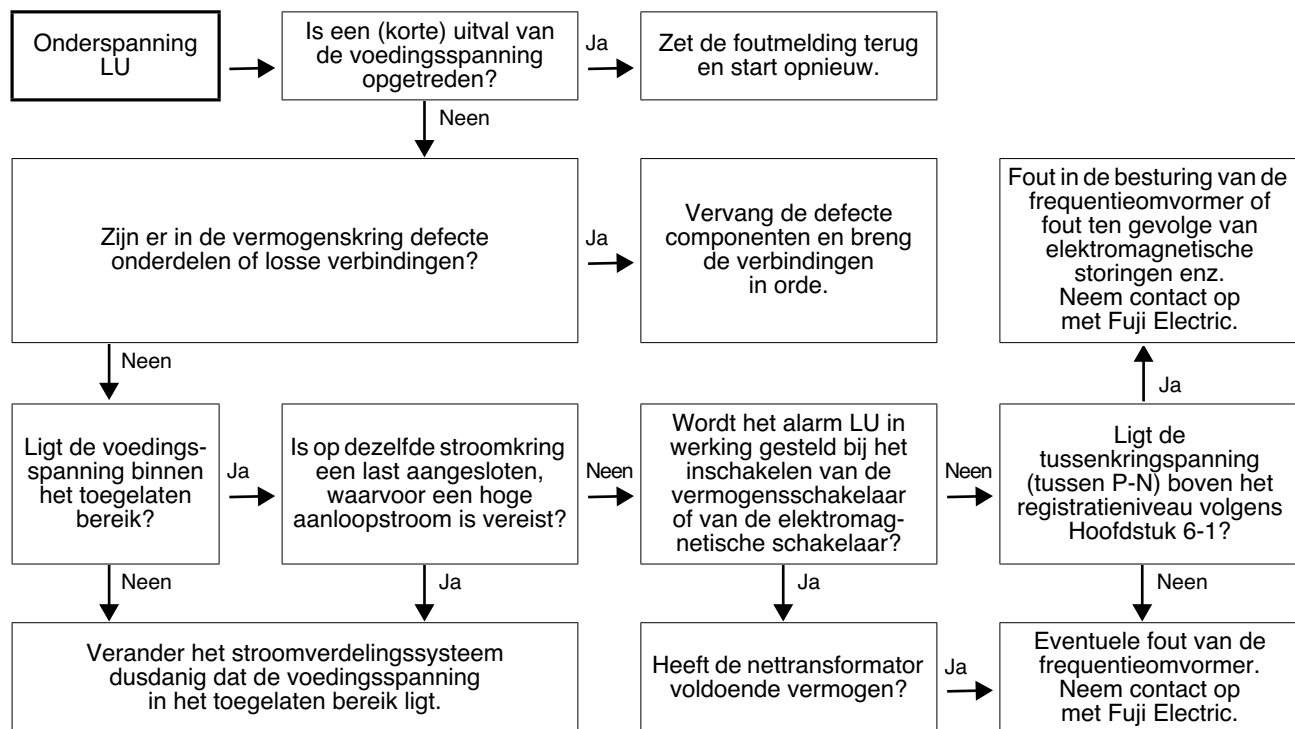 Onderspanning
LU
Is een (korte) uitval van
de voedingsspanning
opgetreden?
Ja
Zet de foutmelding terug
en start opnieuw.
Neen
Zijn er in de vermogenskring defecte
onderdelen of losse verbindingen?
Ja
Vervang de defecte
componenten en breng
de verbindingen
in orde.
Fout in de besturing van de
frequentieomvormer of
fout ten gevolge van
elektromagnetische
storingen enz.
Neem contact op
met Fuji Electric.
Neen
Ja
Ligt de voedings-
spanning binnen
het toegelaten
bereik?
Ja
Is op dezelfde stroomkring
een last aangesloten,
waarvoor een hoge
aanloopstroom is vereist?
Neen
Wordt het alarm LU in
werking gesteld bij het
inschakelen van de
vermogensschakelaar
of van de elektromag-
netische schakelaar?
Neen
Ligt de
tussenkringspanning
(tussen P-N) boven het
registratieniveau volgens
Hoofdstuk 6-1?
Neen
Ja
Ja
Neen
Verander het stroomverdelingssysteem
dusdanig dat de voedingsspanning
in het toegelaten bereik ligt.
Heeft de nettransformator
voldoende vermogen?
Ja
Eventuele fout van de
frequentieomvormer.
Neem contact op
met Fuji Electric.